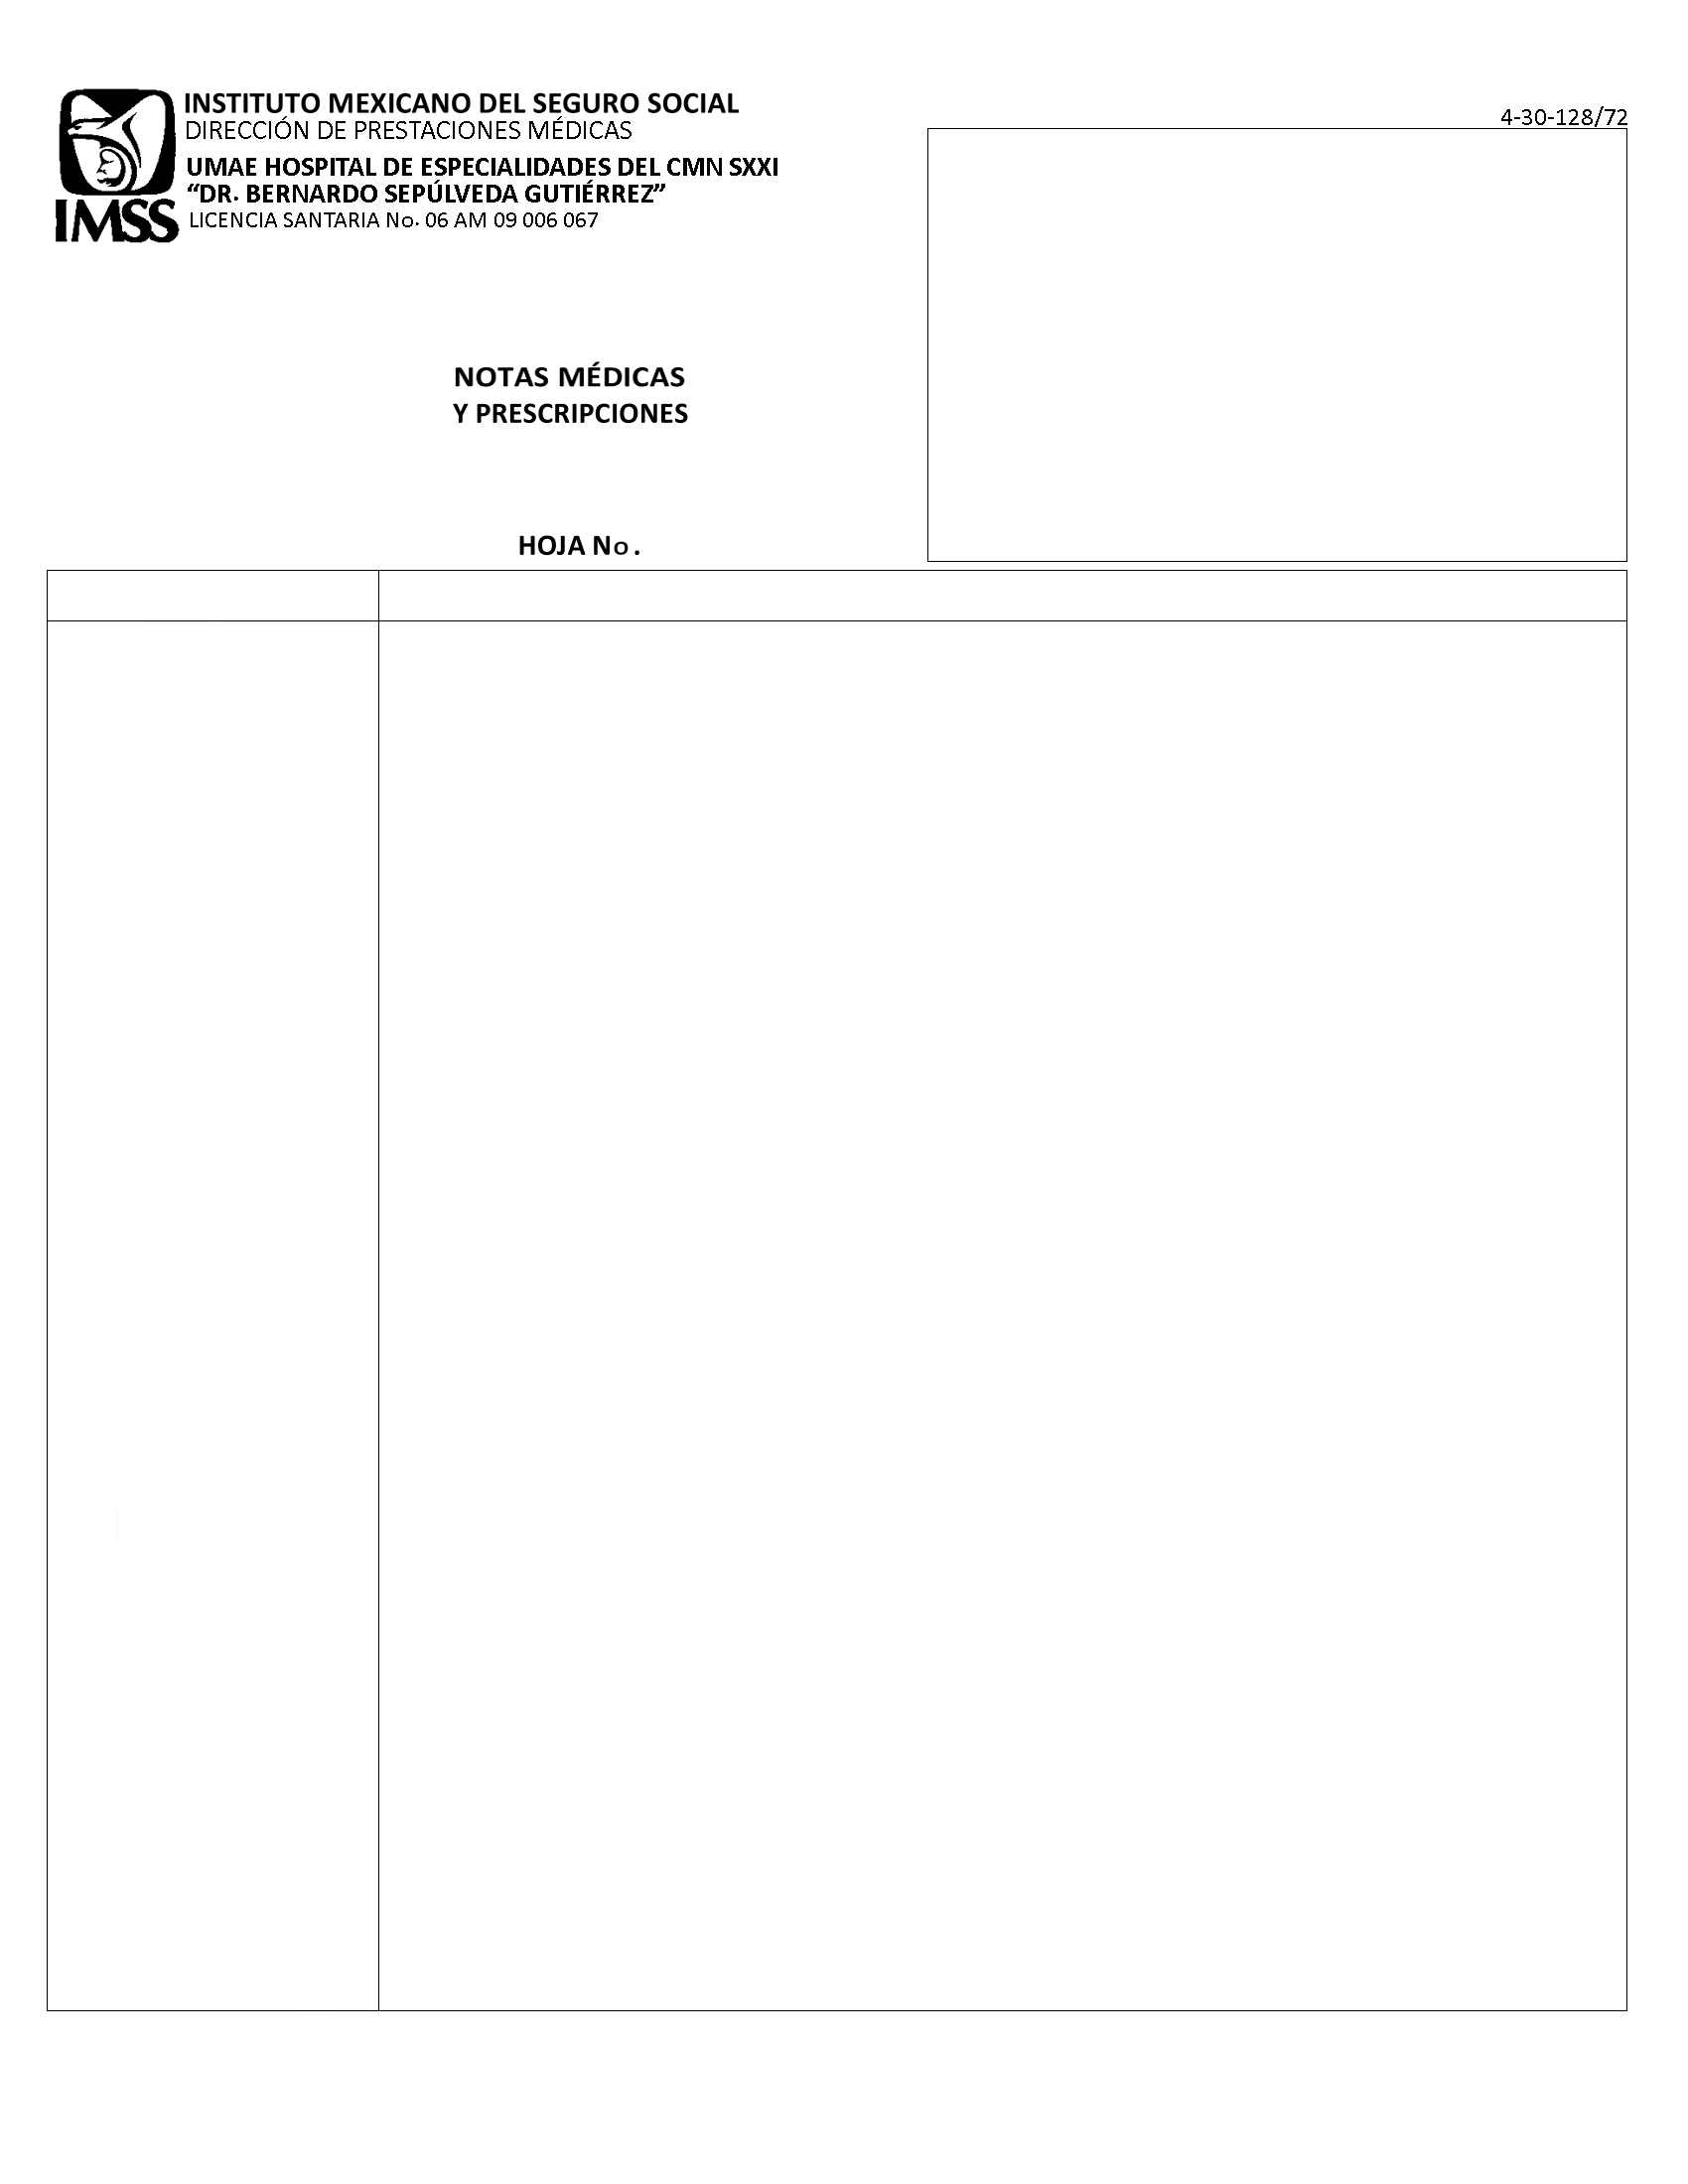 INSTITUTO MEXICANO DEL SEGURO SOCIAL
DIRECCIÓN DE PRESTACIONES MÉDICAS
UMAE HOSPITAL DE ESPECIALIDADES DEL CMN SXXI
“DR. BERNARDO SEPÚLVEDA GUTIÉRREZ”
LICENCIA SANTARIA No. 06 AM 09 006 067
IMSS
4-30-128/72
NOTAS MÉDICAS
Y PRESCRIPCIONES
HOJA No.